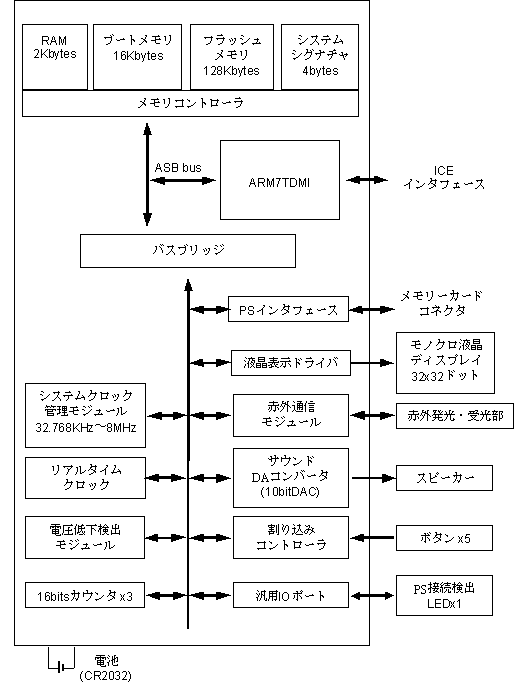 RAM
2Kbytes
ブートメモリ
16Kbytes
フラッシュ
メモリ
128Kbytes
システム
シグナチャ
4bytes
メモリコントローラ
ASB bus
ARM7TDMI
ICE
インタフェース
バスブリッジ
PSインタフェース
メモリーカード
コネクタ
液晶表示ドライバ
モノクロ液晶
ディスプレイ
32x32ドット
システムクロック
管理モジュール
32.768KHz～8MHz
赤外通信
モジュール
赤外発光・受光部
リアルタイム
クロック
サウンド
DAコンバータ
(10bitDAC)
スピーカー
電圧低下検出
モジュール
割り込み
コントローラ
ボタンx5
16bitsカウンタx3
汎用IOポート
PS接続検出
LEDx1
電池
(CR2032)